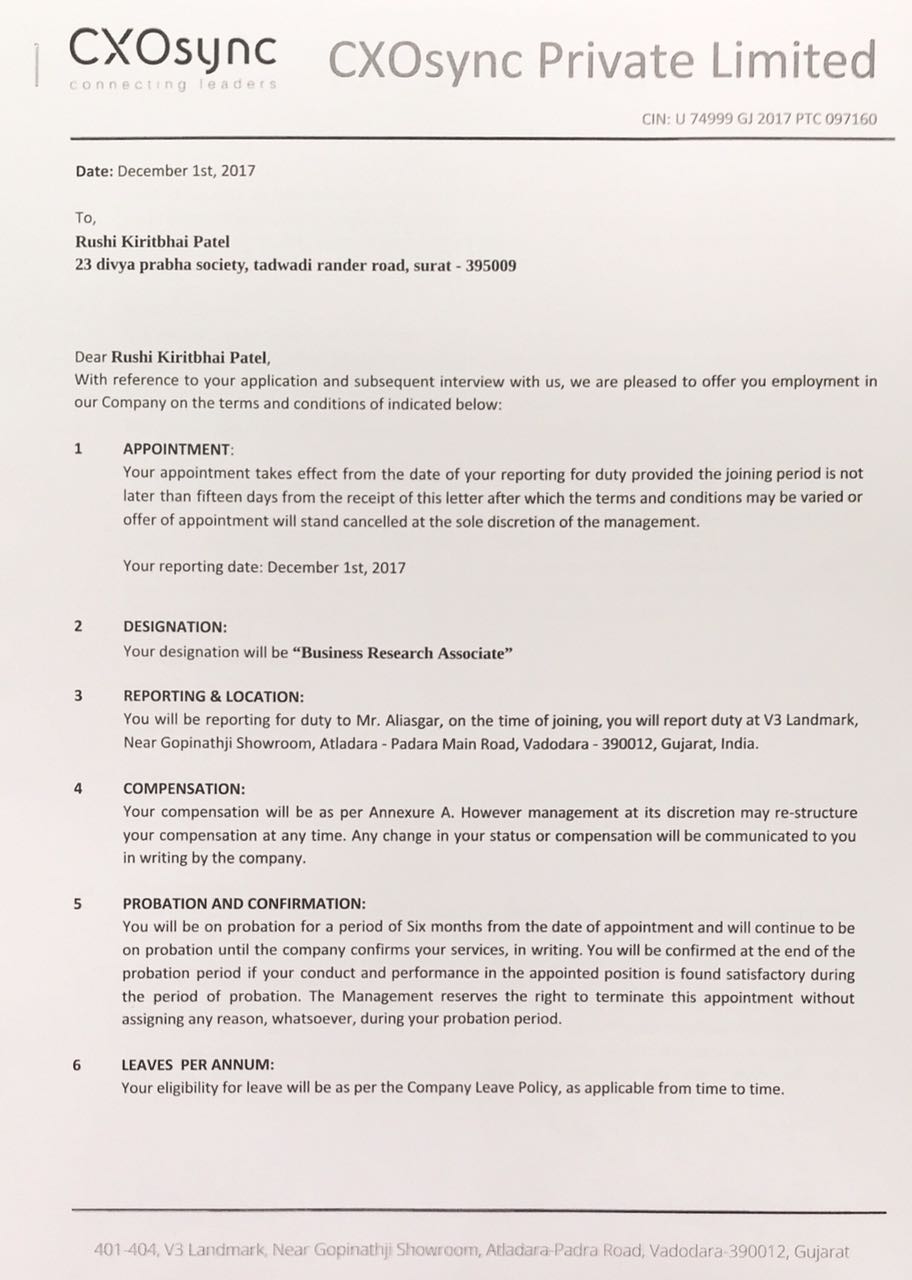 CXOsync
connecting leaders
CXOsync Private Limited
CIN: U 74999 GJ 2017 PTC 097160
Date: December 1st, 2017
To,
Rushi Kiritbhai Patel
23 divya prabha society, tadwadi rander road, surat - 395009
Dear Rushi Kiritbhai Patel,
With reference to your application and subsequent interview with us, we are pleased to offer you employment in
our Company on the terms and conditions of indicated below:
1 APPOINTMENT:
Your appointment takes effect from the date of your reporting for duty provided the joining period is not
later than fifteen days from the receipt of this letter after which the terms and conditions may be varied or
offer of appointment will stand cancelled at the sole discretion of the management.
Your reporting date: December 1st, 2017
2 DESIGNATION:
Your designation will be “Business Research Associate”
3 REPORTING & LOCATION:
You will be reporting for duty to Mr. Aliasgar, on the time of joining, you will report duty at V3 Landmark,
Near Gopinathji Showroom, Atladara - Padara Main Road, Vadodara - 390012, Gujarat, India.
4 COMPENSATION:
Your compensation will be as per Annexure A. However management at its discretion may re-structure
your compensation at any time. Any change in your status or compensation will be communicated to you
in writing by the company.
5 PROBATION AND CONFIRMATION:
You will be on probation for a period of Six months from the date of appointment and will continue to be
on probation until the company confirms your services, in writing. You will be confirmed at the end of the
probation period if your conduct and performance in the appointed position is found satisfactory during
the period of probation. The Management reserves the right to terminate this appointment without
assigning any reason, whatsoever, during your probation period.
6 LEAVES PER ANNUM:
Your eligibility for leave will be as per the Company Leave Policy, as applicable from time to time.
401-404, V3 Landmark, Near Gopinathji Showroom, Atladara-Padra Road, Vadodara-390012, Gujarat